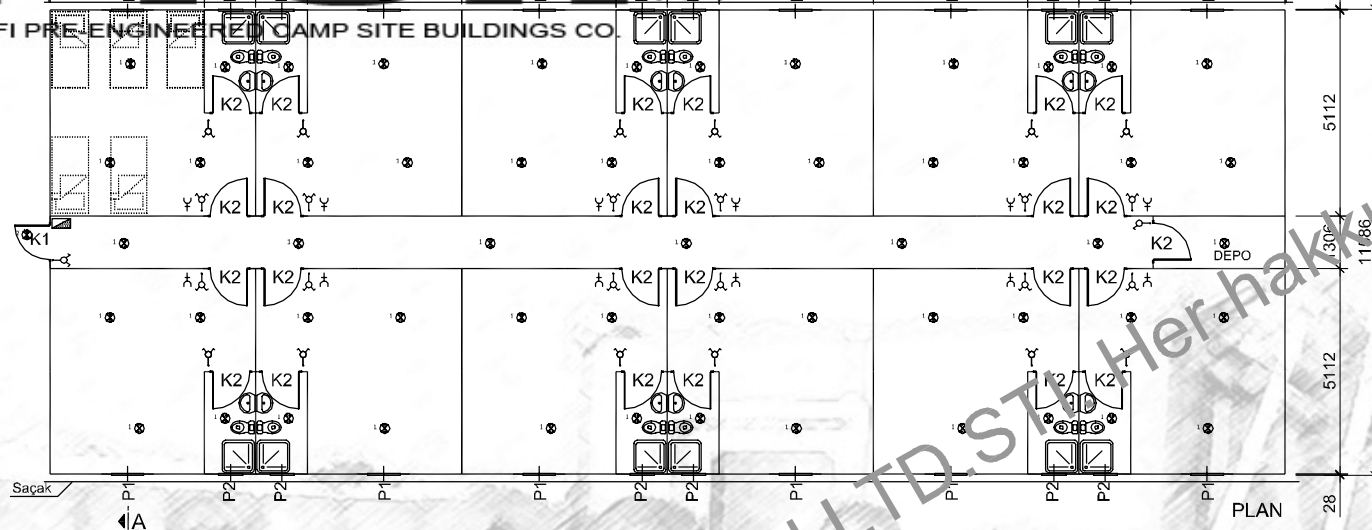 FI PRE-ENGINEERED CAMP SITE BUILDINGS CO.
K2 K2 K2 K2 K2 K2
5112
K2 K2 K2 K2 K2 K2
K1 K2
DEPO
K2 K2 K2 K2 K2 K2
K2 K2 K2 K2 K2 K2
5112
LTD.STI. Her hakkı
Saçak
P1 P2 P2 P1 P1 P2 P2 P1 P1 P2 P2 P1
A
PLAN
28